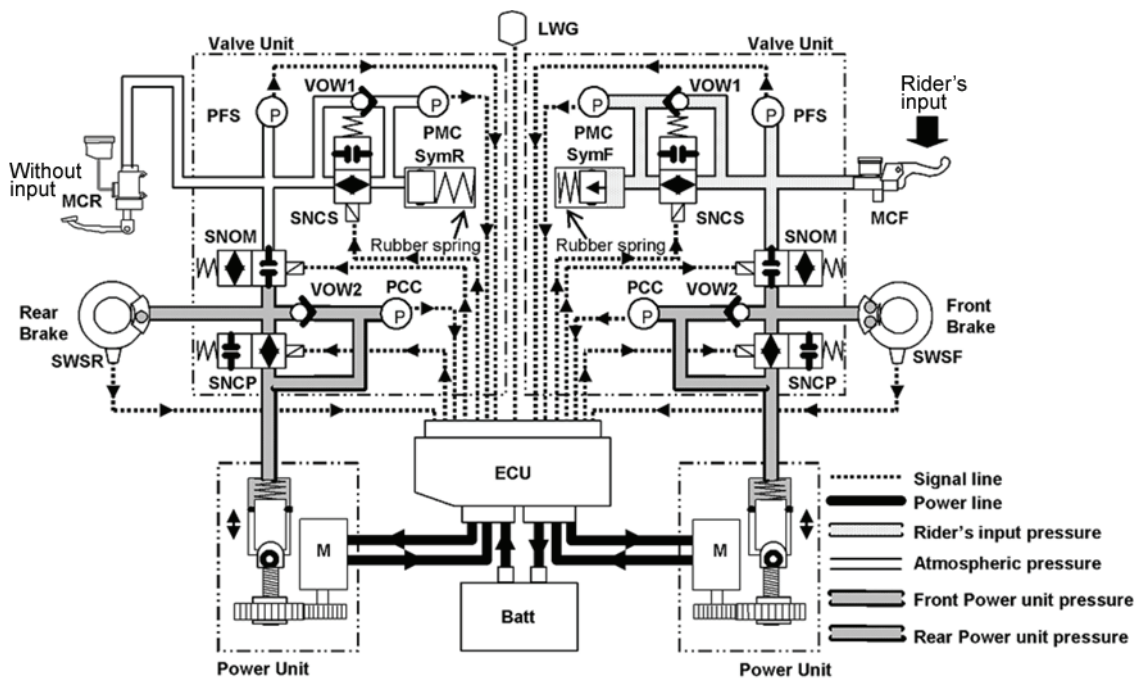 LWG
Valve Unit
Valve Unit
VOW1
VOW1
Rider's
input
PFS
P
P
PMC
P
PMC
P
PFS
SymR
SymF
Without
input
MCR
MCF
SNCS
SNCS
Rubber spring
Rubber spring
SNOM
SNOM
VOW2
PCC
P
PCC
P
VOW2
Rear
Brake
Front
Brake
SWSR
SWSF
SNCP
SNCP
ECU
M
M
Batt
Power Unit
Power Unit
Signal line
Power line
Rider's input pressure
Atmospheric pressure
Front Power unit pressure
Rear Power unit pressure